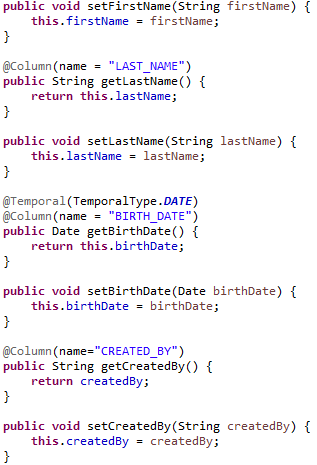 public void setFirstName(String firstName) {
    this.firstName = firstName;
}

@Column(name = "LAST_NAME")
public String getLastName() {
    return this.lastName;
}

public void setLastName(String lastName) {
    this.lastName = lastName;
}

@Temporal(TemporalType.DATE)
@Column(name = "BIRTH_DATE")
public Date getBirthDate() {
    return this.birthDate;
}

public void setBirthDate(Date birthDate) {
    this.birthDate = birthDate;
}

@Column(name="CREATED_BY")
public String getCreatedBy() {
    return createdBy;
}

public void setCreatedBy(String createdBy) {
    this.createdBy = createdBy;
}